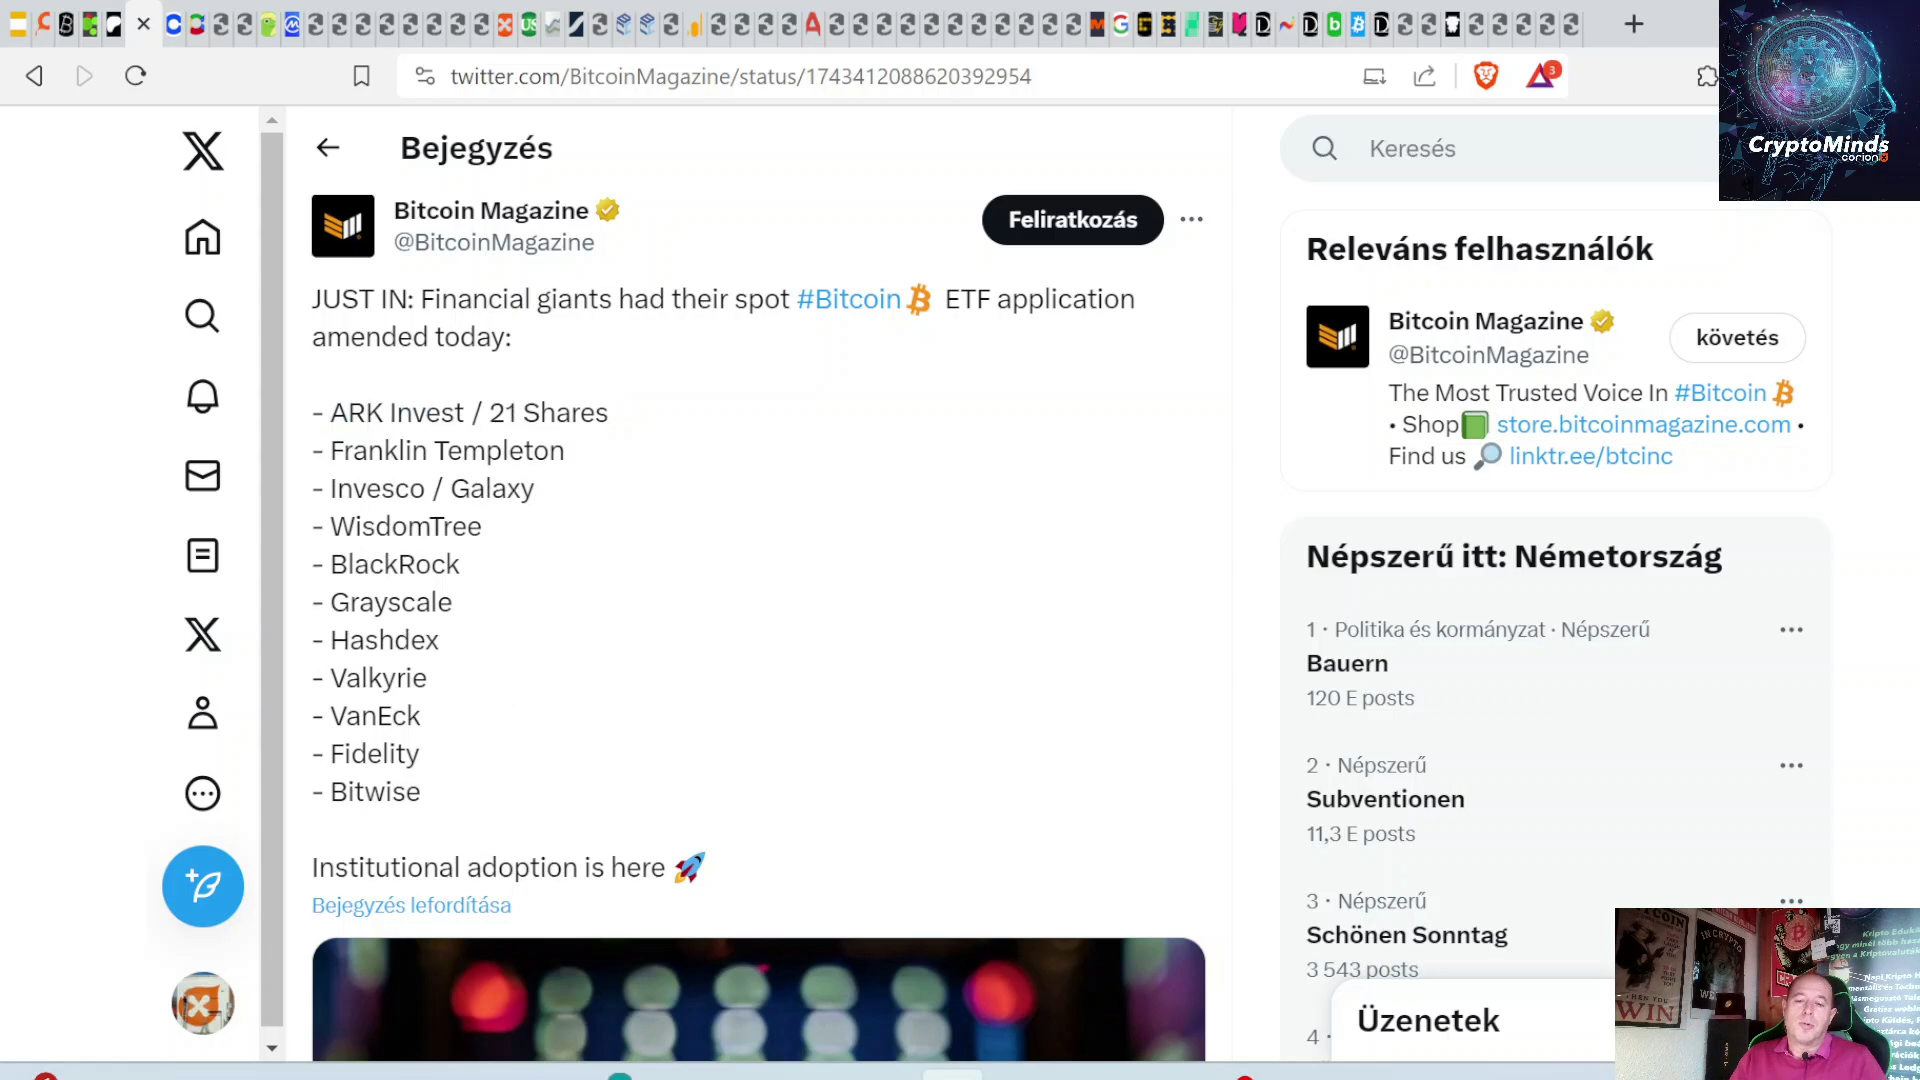 twitter.com/BitcoinMagazine/status/1743412088620392954
3
CryptoMinds
corion
Bejegyzés
Keresés
Bitcoin Magazine
@BitcoinMagazine
Feliratkozás
JUST IN: Financial giants had their spot #Bitcoin ETF application
amended today:
- ARK Invest / 21 Shares
- Franklin Templeton
- Invesco / Galaxy
- WisdomTree
- BlackRock
- Grayscale
- Hashdex
- Valkyrie
- VanEck
- Fidelity
- Bitwise
Institutional adoption is here
Bejegyzés lefordítása
Releváns felhasználók
Bitcoin Magazine
@BitcoinMagazine
követés
The Most Trusted Voice In #Bitcoin
• Shop store.bitcoinmagazine.com •
Find us linktr.ee/btcinc
Népszerű itt: Németország
1 · Politika és kormányzat · Népszerű
Bauern
120 E posts
2 · Népszerű
Subventionen
11,3 E posts
3 · Népszerű
Schönen Sonntag
3 543 posts
4 ·
Üzenetek
WIN